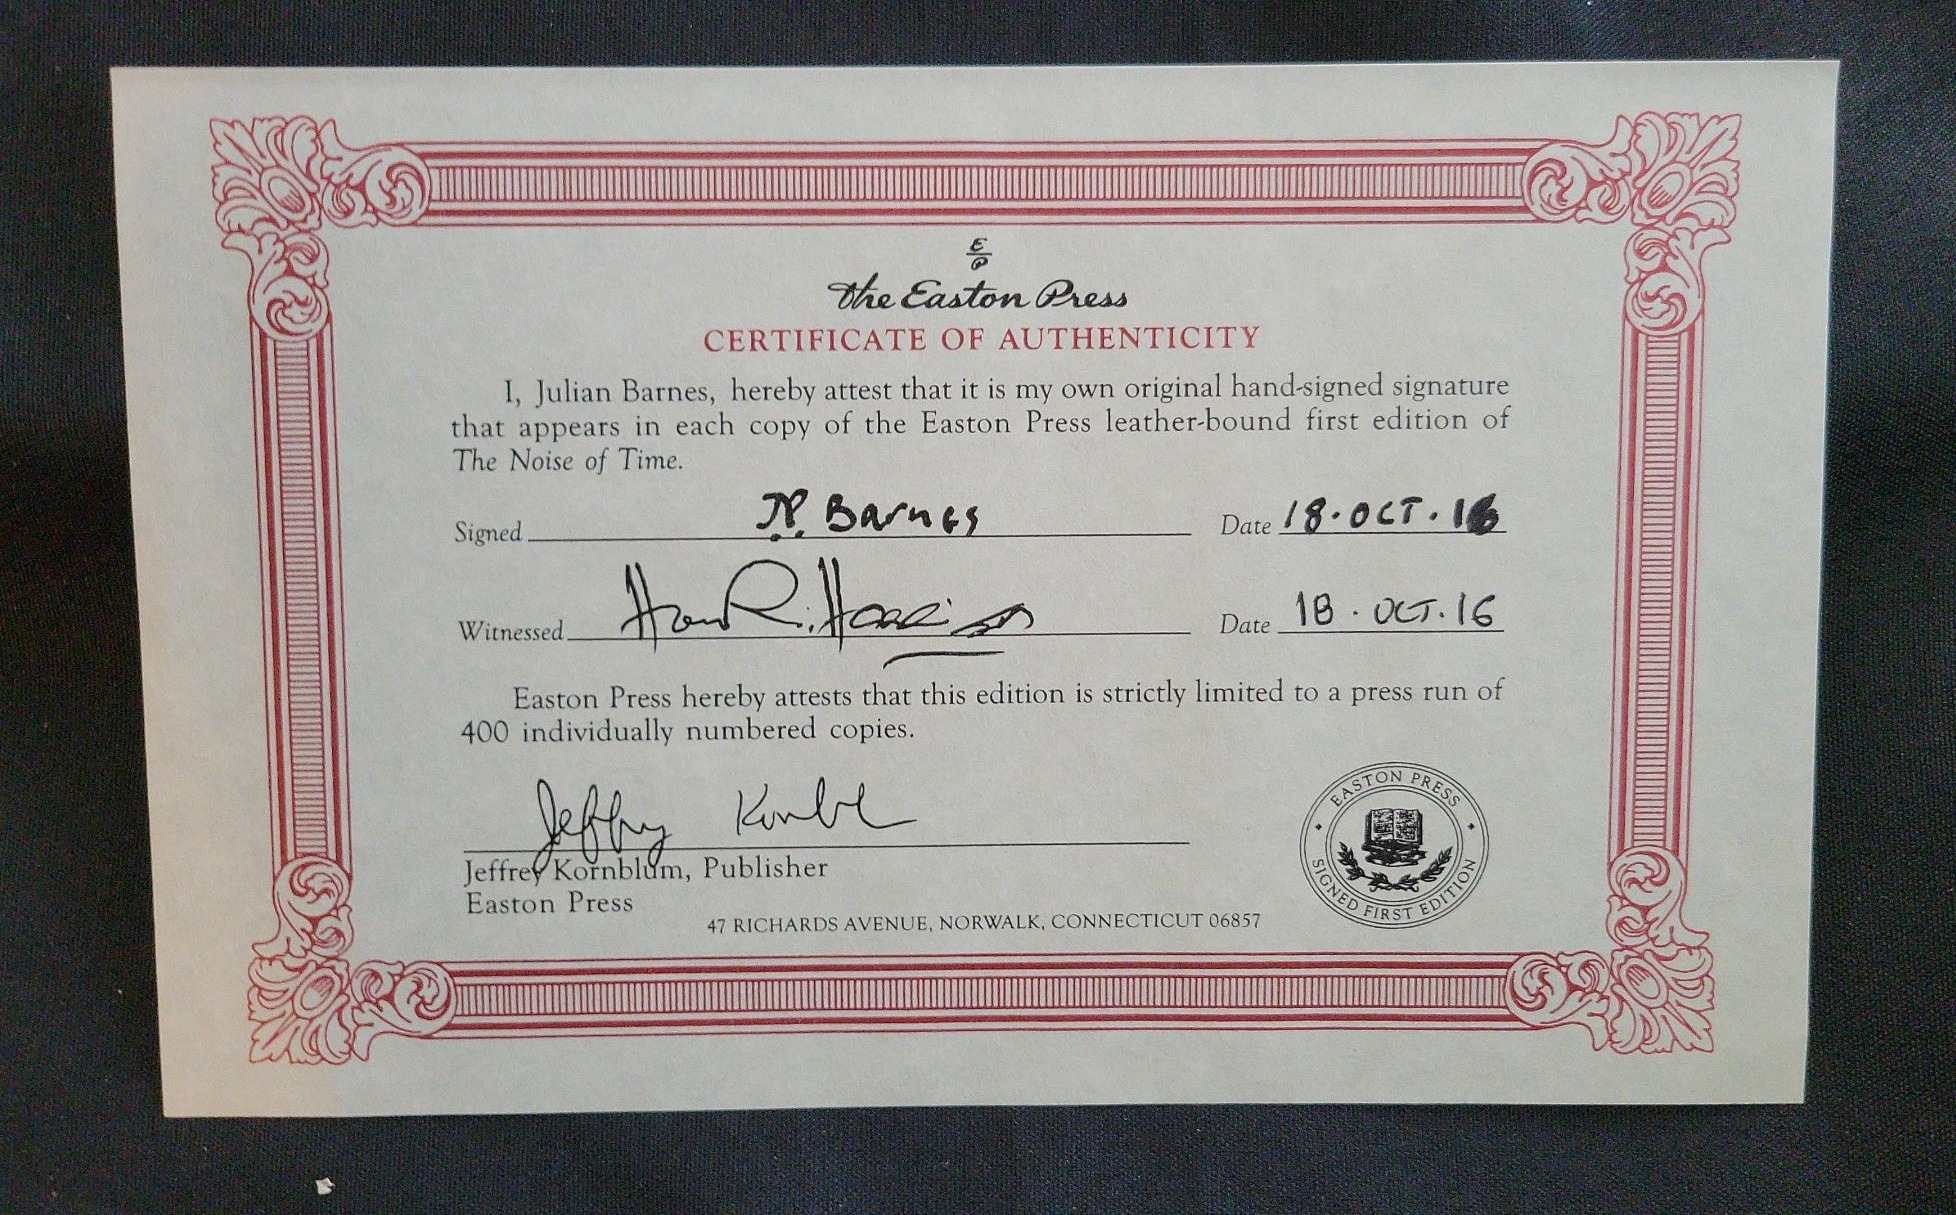 E
P
The Easton Press
CERTIFICATE OF AUTHENTICITY
I, Julian Barnes, hereby attest that it is my own original hand-signed signature
that appears in each copy of the Easton Press leather-bound first edition of
The Noise of Time.
Signed Barnes Date 18·OCT·16
Witnessed Date 18·OCT·16
Easton Press hereby attests that this edition is strictly limited to a press run of
400 individually numbered copies.
Jeffrey Kornblum, Publisher
Easton Press
47 RICHARDS AVENUE, NORWALK, CONNECTICUT 06857
EASTON PRESS
SIGNED FIRST EDITION